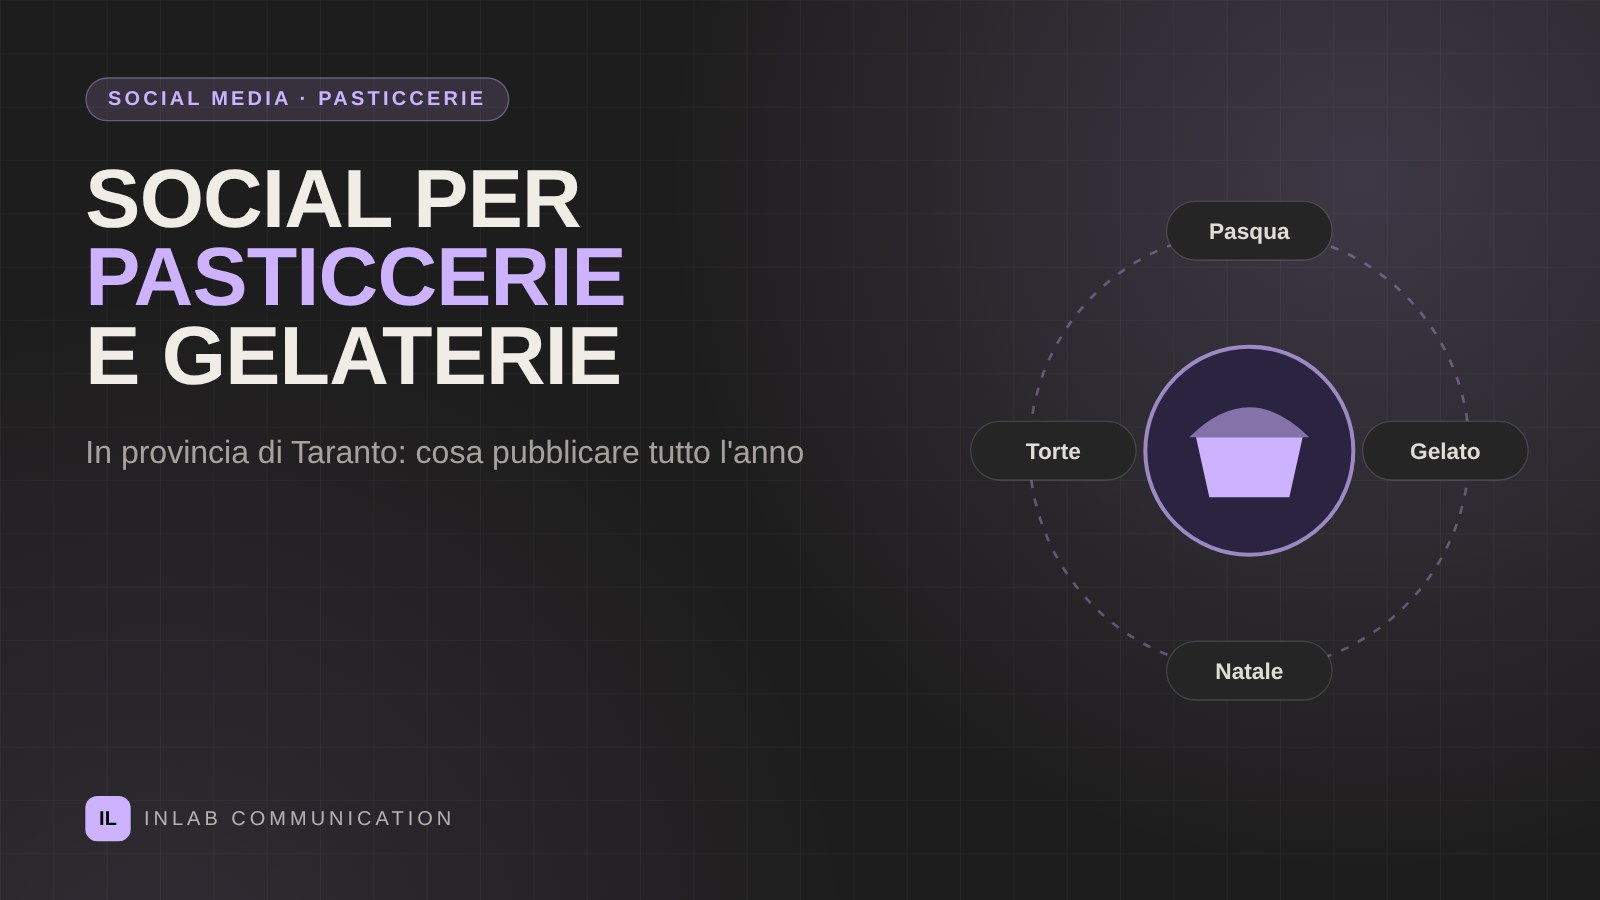 SOCIAL MEDIA · PASTICCERIE
SOCIAL PER
PASTICCERIE
E GELATERIE
In provincia di Taranto: cosa pubblicare tutto l'anno
Pasqua
Torte
Gelato
Natale
IL INLAB COMMUNICATION